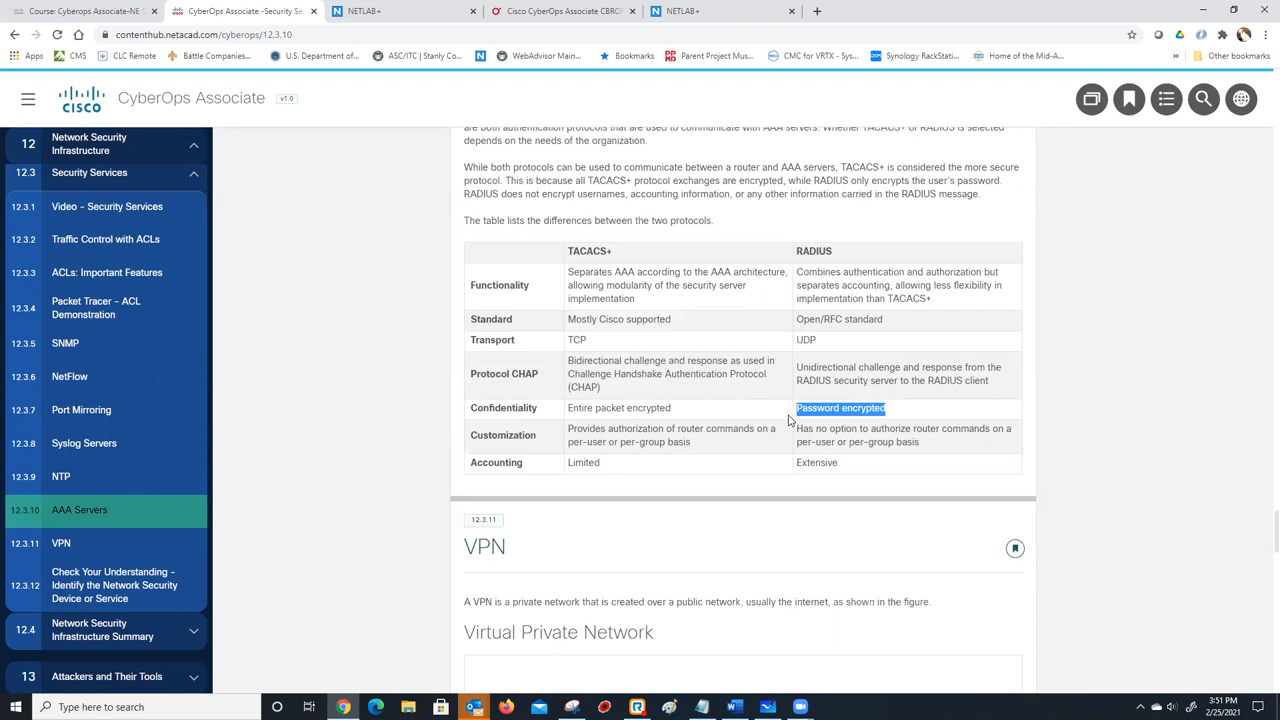 Course: CyberOps Associate-NE S
CyberOps Associate -Security Se
NETLAB+
Cisco CyberOps Associate CBROP
NETLAB+
contenthub.netacad.com/cyberops/12.3.10
Apps
CLC Remote
Battle Companies...
U.S. Department of...
ASC/IT | Stanly Co...
WebAdvisor Main...
Bookmarks
Parent Project Mus...
CMC for VRTX - Sys...
Synology RackStati...
Home of the Mid-A...
Other bookmarks
CISCO
CyberOps Associate
v1.0
12
Network Security
Infrastructure
12.3
Security Services
12.3.1
Video - Security Services
12.3.2
Traffic Control with ACLs
12.3.3
ACLs: Important Features
12.3.4
Packet Tracer - ACL
Demonstration
12.3.5
SNMP
12.3.6
NetFlow
12.3.7
Port Mirroring
12.3.8
Syslog Servers
12.3.9
NTP
12.3.10
AAA Servers
12.3.11
VPN
12.3.12
Check Your Understanding -
Identify the Network Security
Device or Service
12.4
Network Security
Infrastructure Summary
13
Attackers and Their Tools
are both authentication protocols that are used to communicate with AAA servers. Whether TACACS+ or RADIUS is selected
depends on the needs of the organization.
While both protocols can be used to communicate between a router and AAA servers, TACACS+ is considered the more secure
protocol. This is because all TACACS+ protocol exchanges are encrypted, while RADIUS only encrypts the user's password.
RADIUS does not encrypt usernames, accounting information, or any other information carried in the RADIUS message.
The table lists the differences between the two protocols.
TACACS+
RADIUS
Functionality
Separates AAA according to the AAA architecture,
allowing modularity of the security server
implementation
Combines authentication and authorization but
separates accounting, allowing less flexibility in
implementation than TACACS+
Standard
Mostly Cisco supported
Open/RFC standard
Transport
TCP
UDP
Protocol CHAP
Bidirectional challenge and response as used in
Challenge Handshake Authentication Protocol
(CHAP)
Unidirectional challenge and response from the
RADIUS security server to the RADIUS client
Confidentiality
Entire packet encrypted
Password encrypted
Customization
Provides authorization of router commands on a
per-user or per-group basis
Has no option to authorize router commands on a
per-user or per-group basis
Accounting
Limited
Extensive
12.3.11
VPN
A VPN is a private network that is created over a public network, usually the internet, as shown in the figure.
Virtual Private Network
Type here to search
3:51 PM
2/25/2021